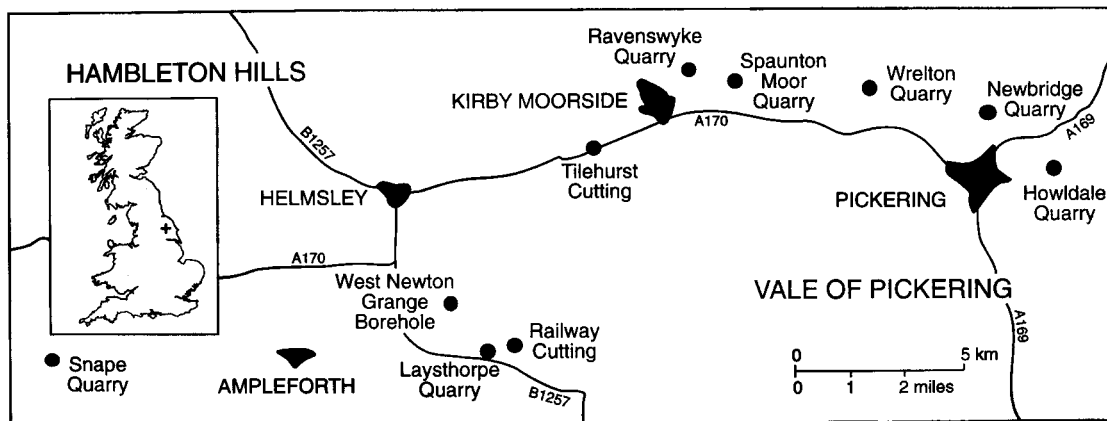 HAMBLETON HILLS
B1257
Ravenswyke
Quarry
Spaunton
Moor
Quarry
Wrelton
Quarry
Newbridge
Quarry
A169
KIRBY MOORSIDE
A170
Tilehurst
Cutting
HELMSLEY
PICKERING
Howldale
Quarry
A170
West Newton
Grange
Borehole
VALE OF PICKERING
A169
Snape
Quarry
AMPLEFORTH
Laysthorpe
Quarry
Railway
Cutting
B1257
0 5 km
0 1 2 miles